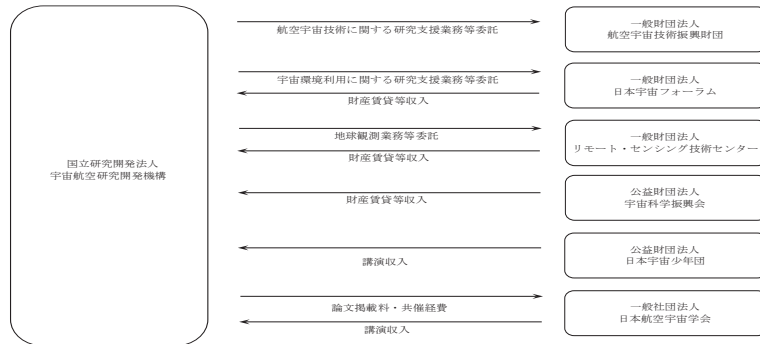 国立研究開発法人
宇宙航空研究開発機構
航空宇宙技術に関する研究支援業務等委託
一般財団法人
航空宇宙技術振興財団
宇宙環境利用に関する研究支援業務等委託
財産賃貸等収入
一般財団法人
日本宇宙フォーラム
地球観測業務等委託
財産賃貸等収入
一般財団法人
リモート・センシング技術センター
財産賃貸等収入
公益財団法人
宇宙科学振興会
講演収入
公益財団法人
日本宇宙少年団
論文掲載料・共催経費
講演収入
一般社団法人
日本航空宇宙学会